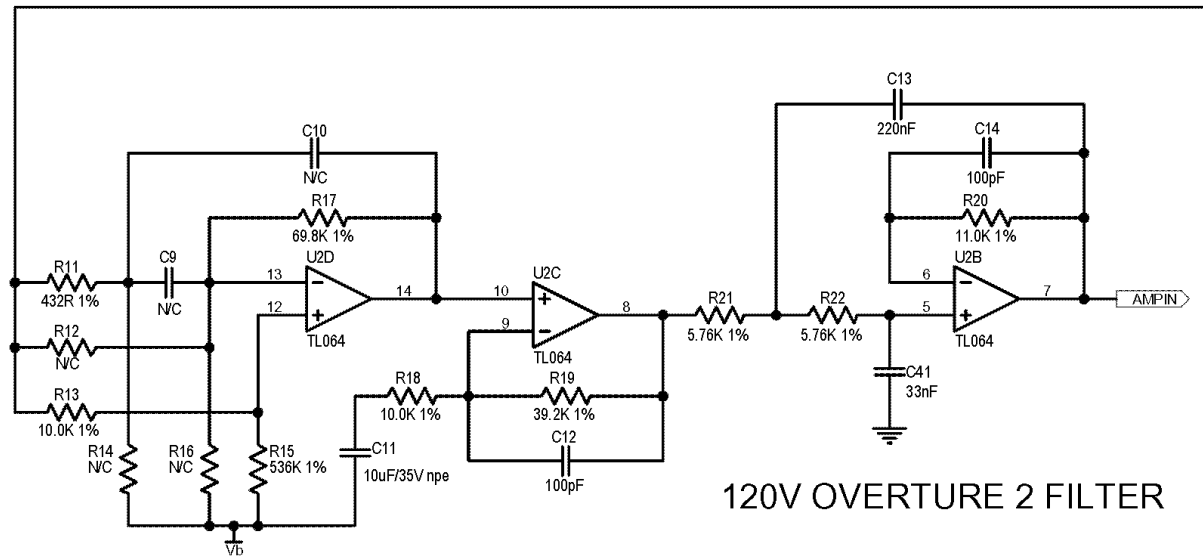 C13
220nF
C10
N/C
C14
100pF
R17
69.8K 1%
R20
11.0K 1%
R11
432R 1%
C9
N/C
U2D
13
12
14
TL064
U2C
10
9
8
TL064
R21
5.76K 1%
R22
5.76K 1%
U2B
6
5
7
TL064
AMPIN
R12
N/C
R13
10.0K 1%
R18
10.0K 1%
R19
39.2K 1%
C41
33nF
R14
N/C
R16
N/C
R15
536K 1%
C11
10uF/35V npe
C12
100pF
Vb
120V OVERTURE 2 FILTER